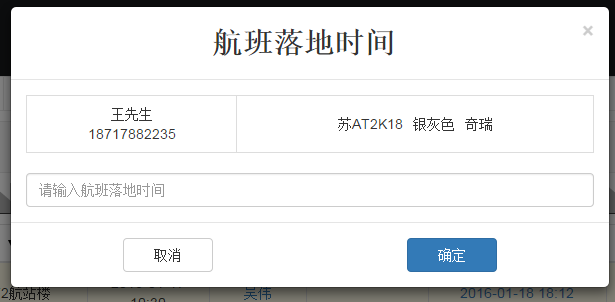 航班落地时间
×
王先生
18717882235
苏AT2K18 银灰色 奇瑞
请输入航班落地时间
取消
确定
2航站楼
吴伟
2016-01-18 18:12